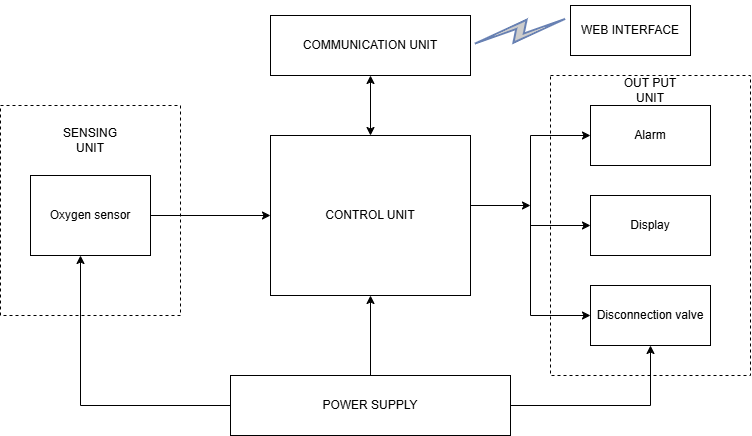 COMMUNICATION UNIT
WEB INTERFACE
SENSING
UNIT
Oxygen sensor
CONTROL UNIT
OUT PUT
UNIT
Alarm
Display
Disconnection valve
POWER SUPPLY